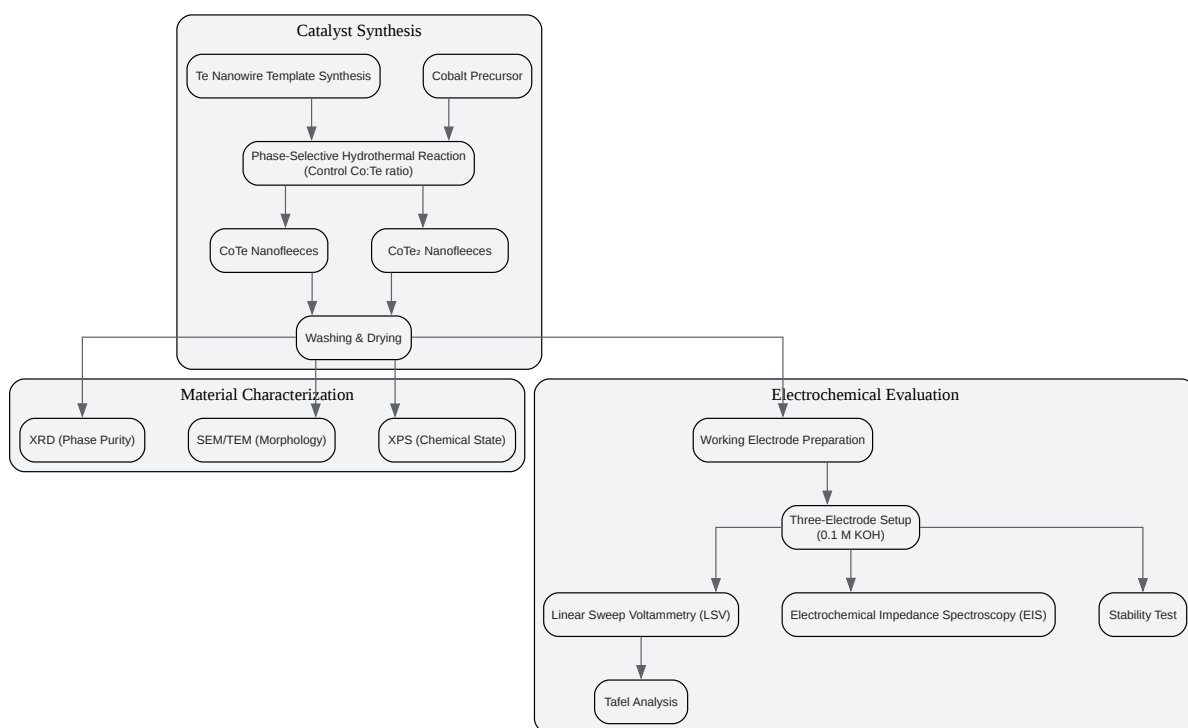 Catalyst Synthesis
Te Nanowire Template Synthesis
Cobalt Precursor
Phase-Selective Hydrothermal Reaction
(Control Co:Te ratio)
CoTe Nanofleeces
CoTe₂ Nanofleeces
Washing & Drying
Material Characterization
Electrochemical Evaluation
XRD (Phase Purity)
SEM/TEM (Morphology)
XPS (Chemical State)
Working Electrode Preparation
Three-Electrode Setup
(0.1 M KOH)
Linear Sweep Voltammetry (LSV)
Electrochemical Impedance Spectroscopy (EIS)
Stability Test
Tafel Analysis